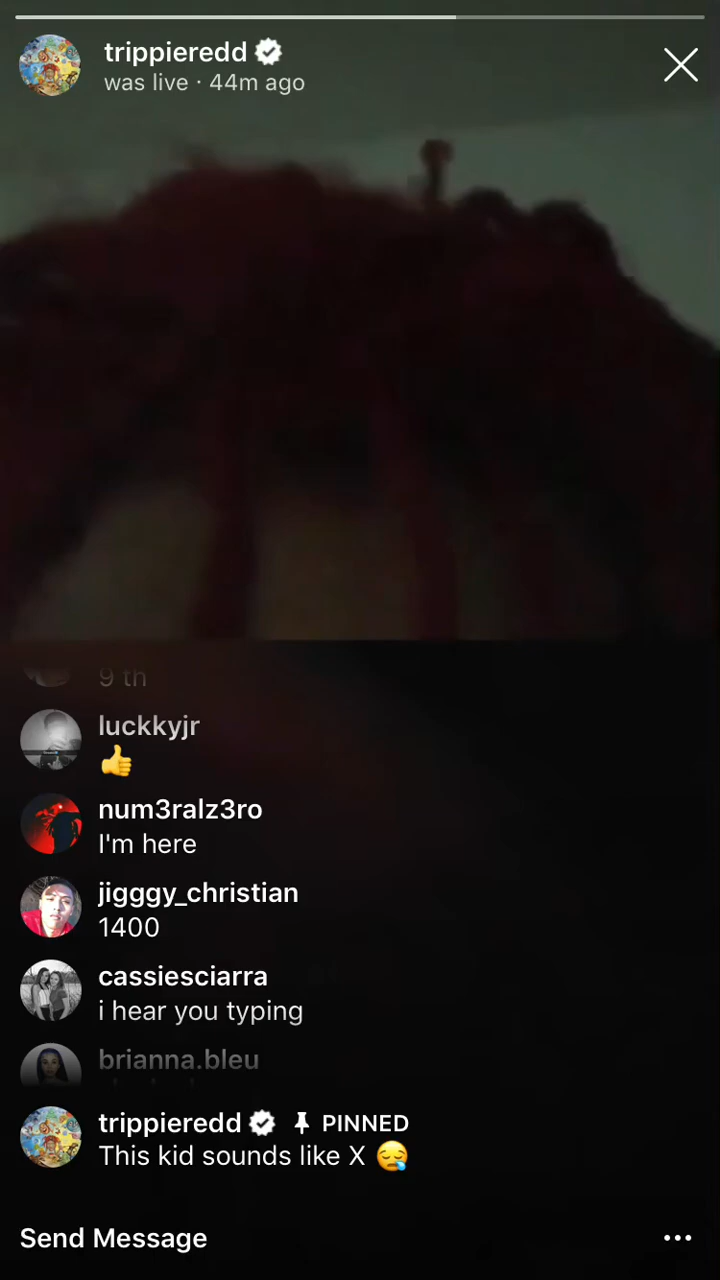 trippieredd
was live · 44m ago
9 th
luckkyjr
👍
num3ralz3ro
I'm here
jigggy_christian
1400
cassiesciarra
i hear you typing
brianna.bleu
trippieredd PINNED
This kid sounds like X 😪
Send Message